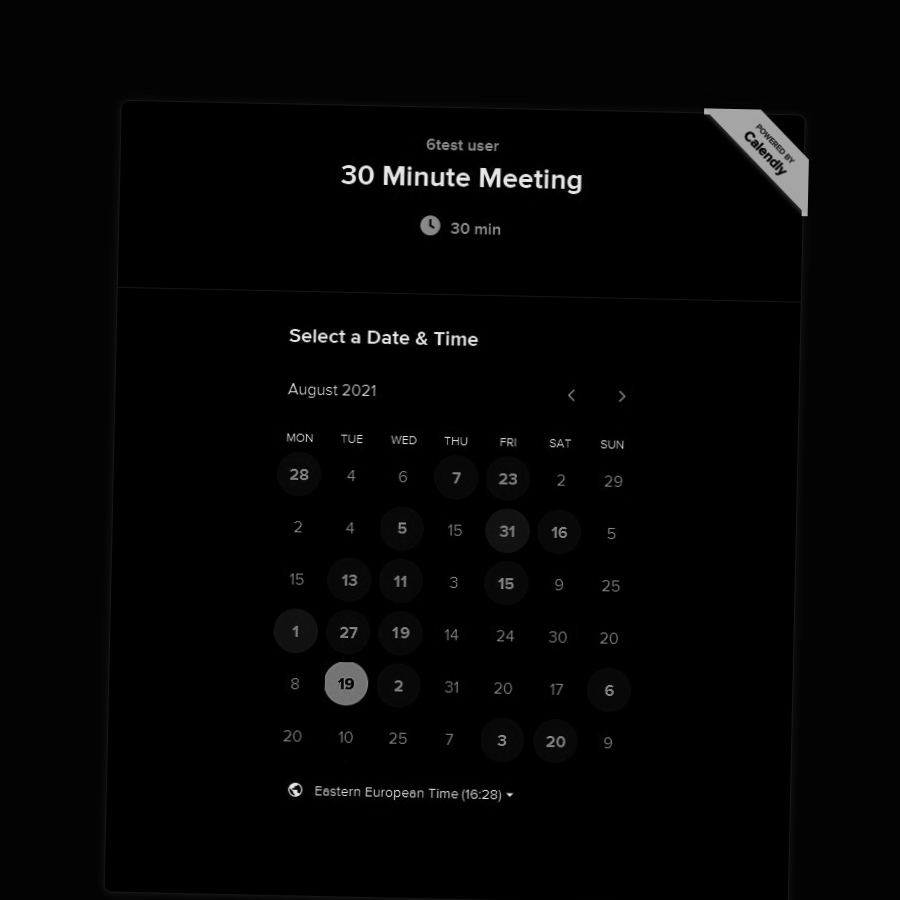 POWERED BY
Calendly
6test user
30 Minute Meeting
30 min
Select a Date & Time
August 2021
MON TUE WED THU FRI SAT SUN
28 4 6 7 23 2 29
2 4 5 15 31 16 5
15 13 11 3 15 9 25
1 27 19 14 24 30 20
8 19 2 31 20 17 6
20 10 25 7 3 20 9
Eastern European Time (16:28)